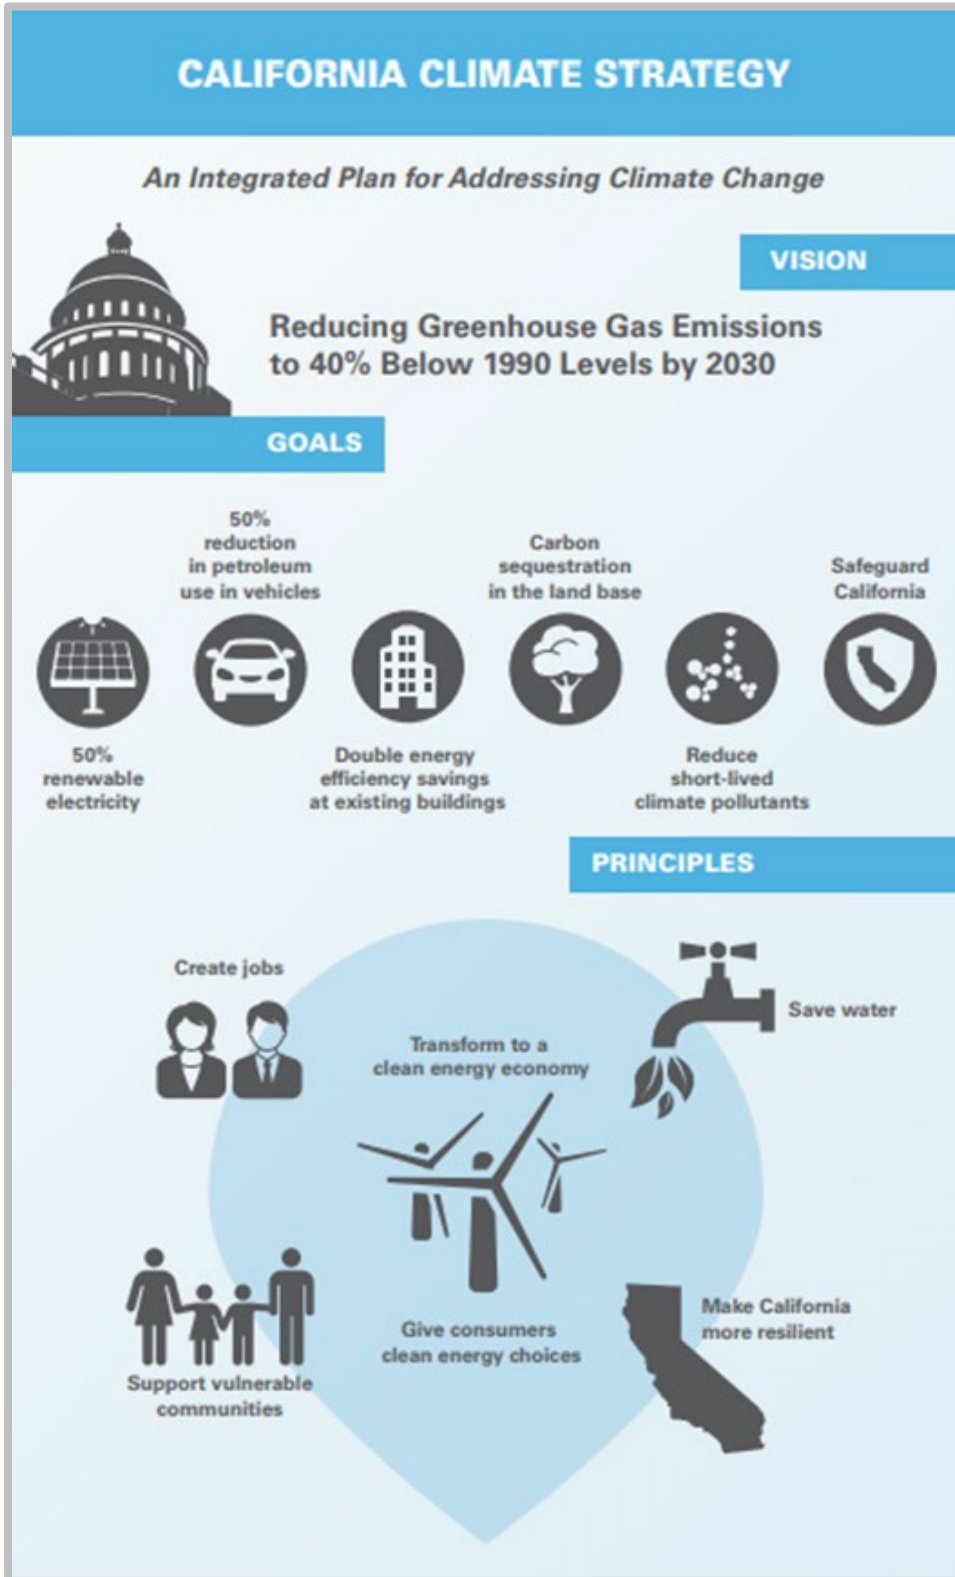 CALIFORNIA CLIMATE STRATEGY
An Integrated Plan for Addressing Climate Change
VISION
Reducing Greenhouse Gas Emissions
to 40% Below 1990 Levels by 2030
GOALS
50%
reduction
in petroleum
use in vehicles
Carbon
sequestration
in the land base
Safeguard
California
50%
renewable
electricity
Double energy
efficiency savings
at existing buildings
Reduce
short-lived
climate pollutants
PRINCIPLES
Create jobs
Save water
Transform to a
clean energy economy
Give consumers
clean energy choices
Make California
more resilient
Support vulnerable
communities